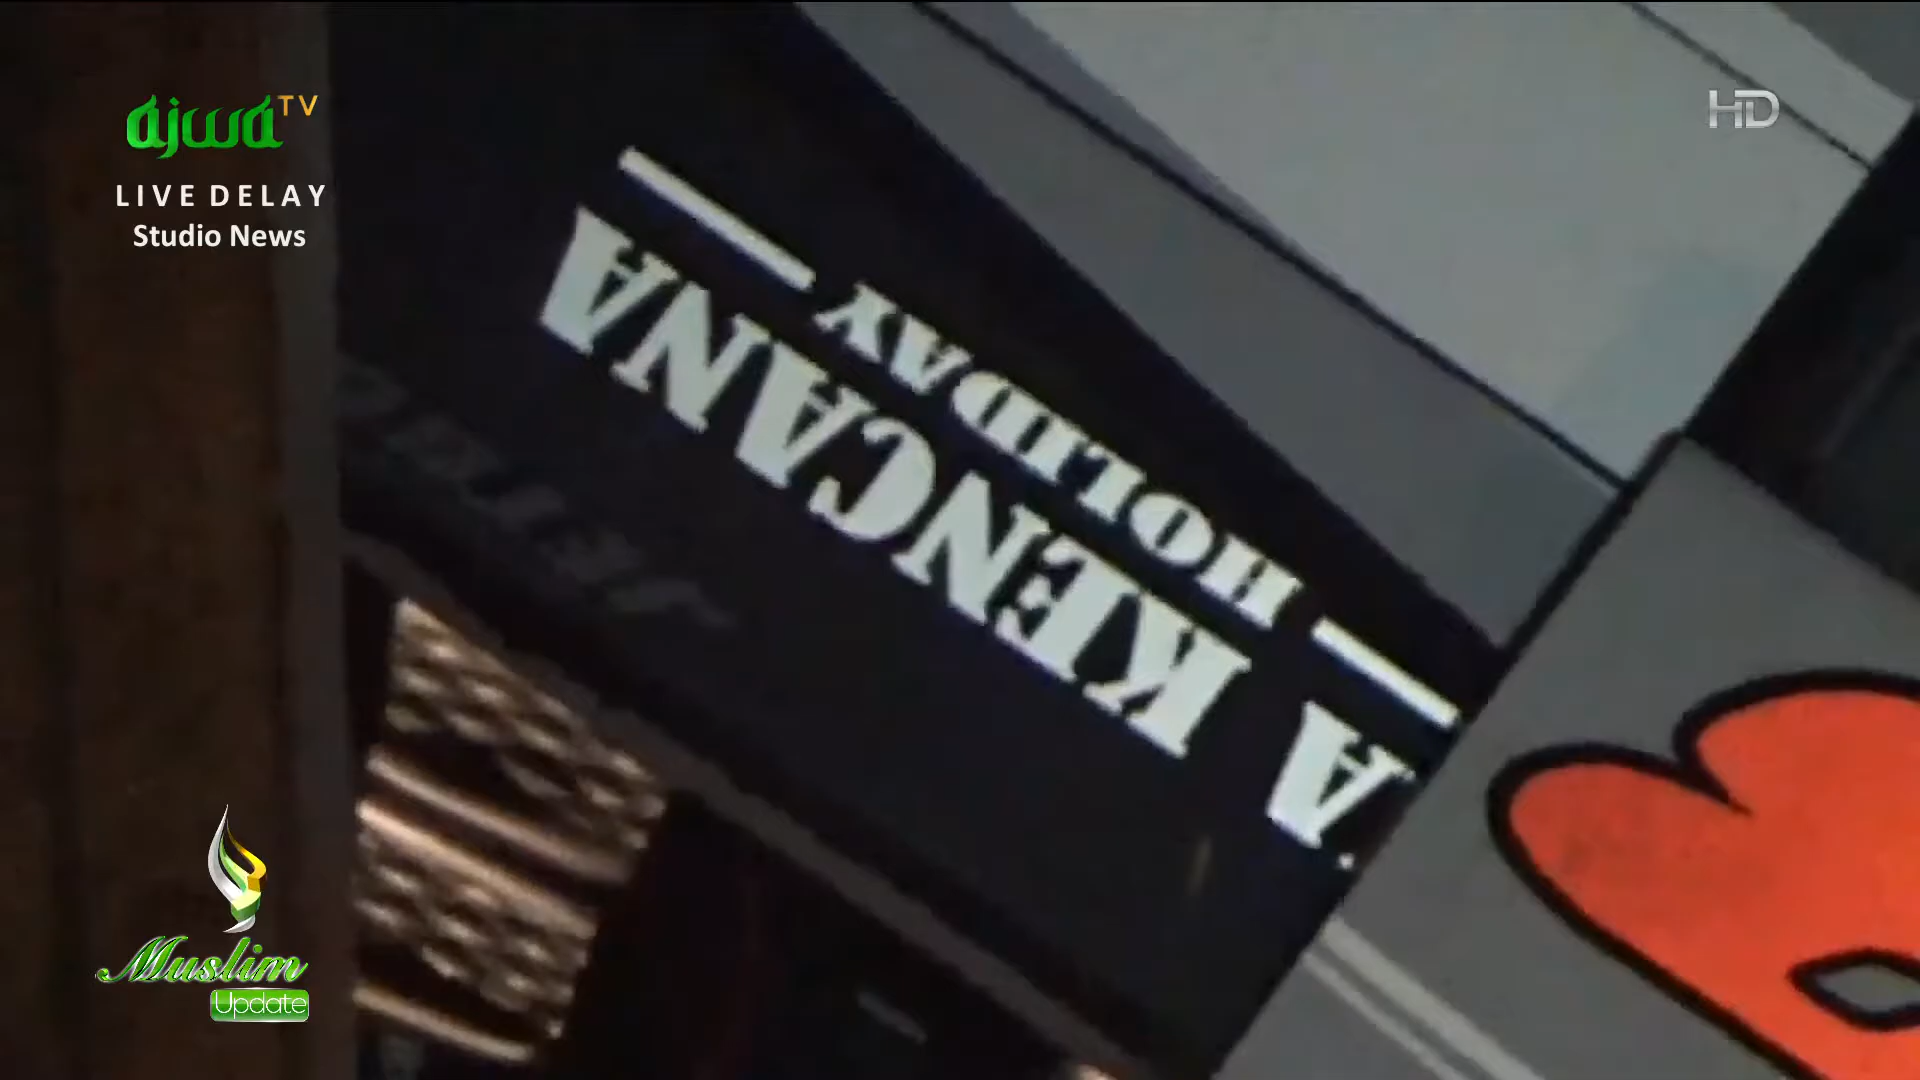 ajwa TV
HD
LIVE DELAY
Studio News
A KENCANA
HOLIDAY
Muslim
Update